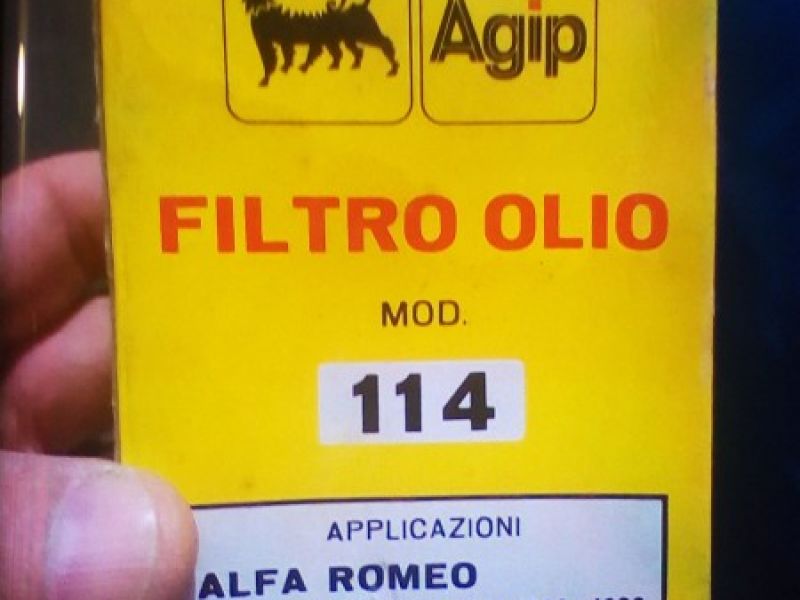 Agip
FILTRO OLIO
MOD.
114
APPLICAZIONI
ALFA ROMEO